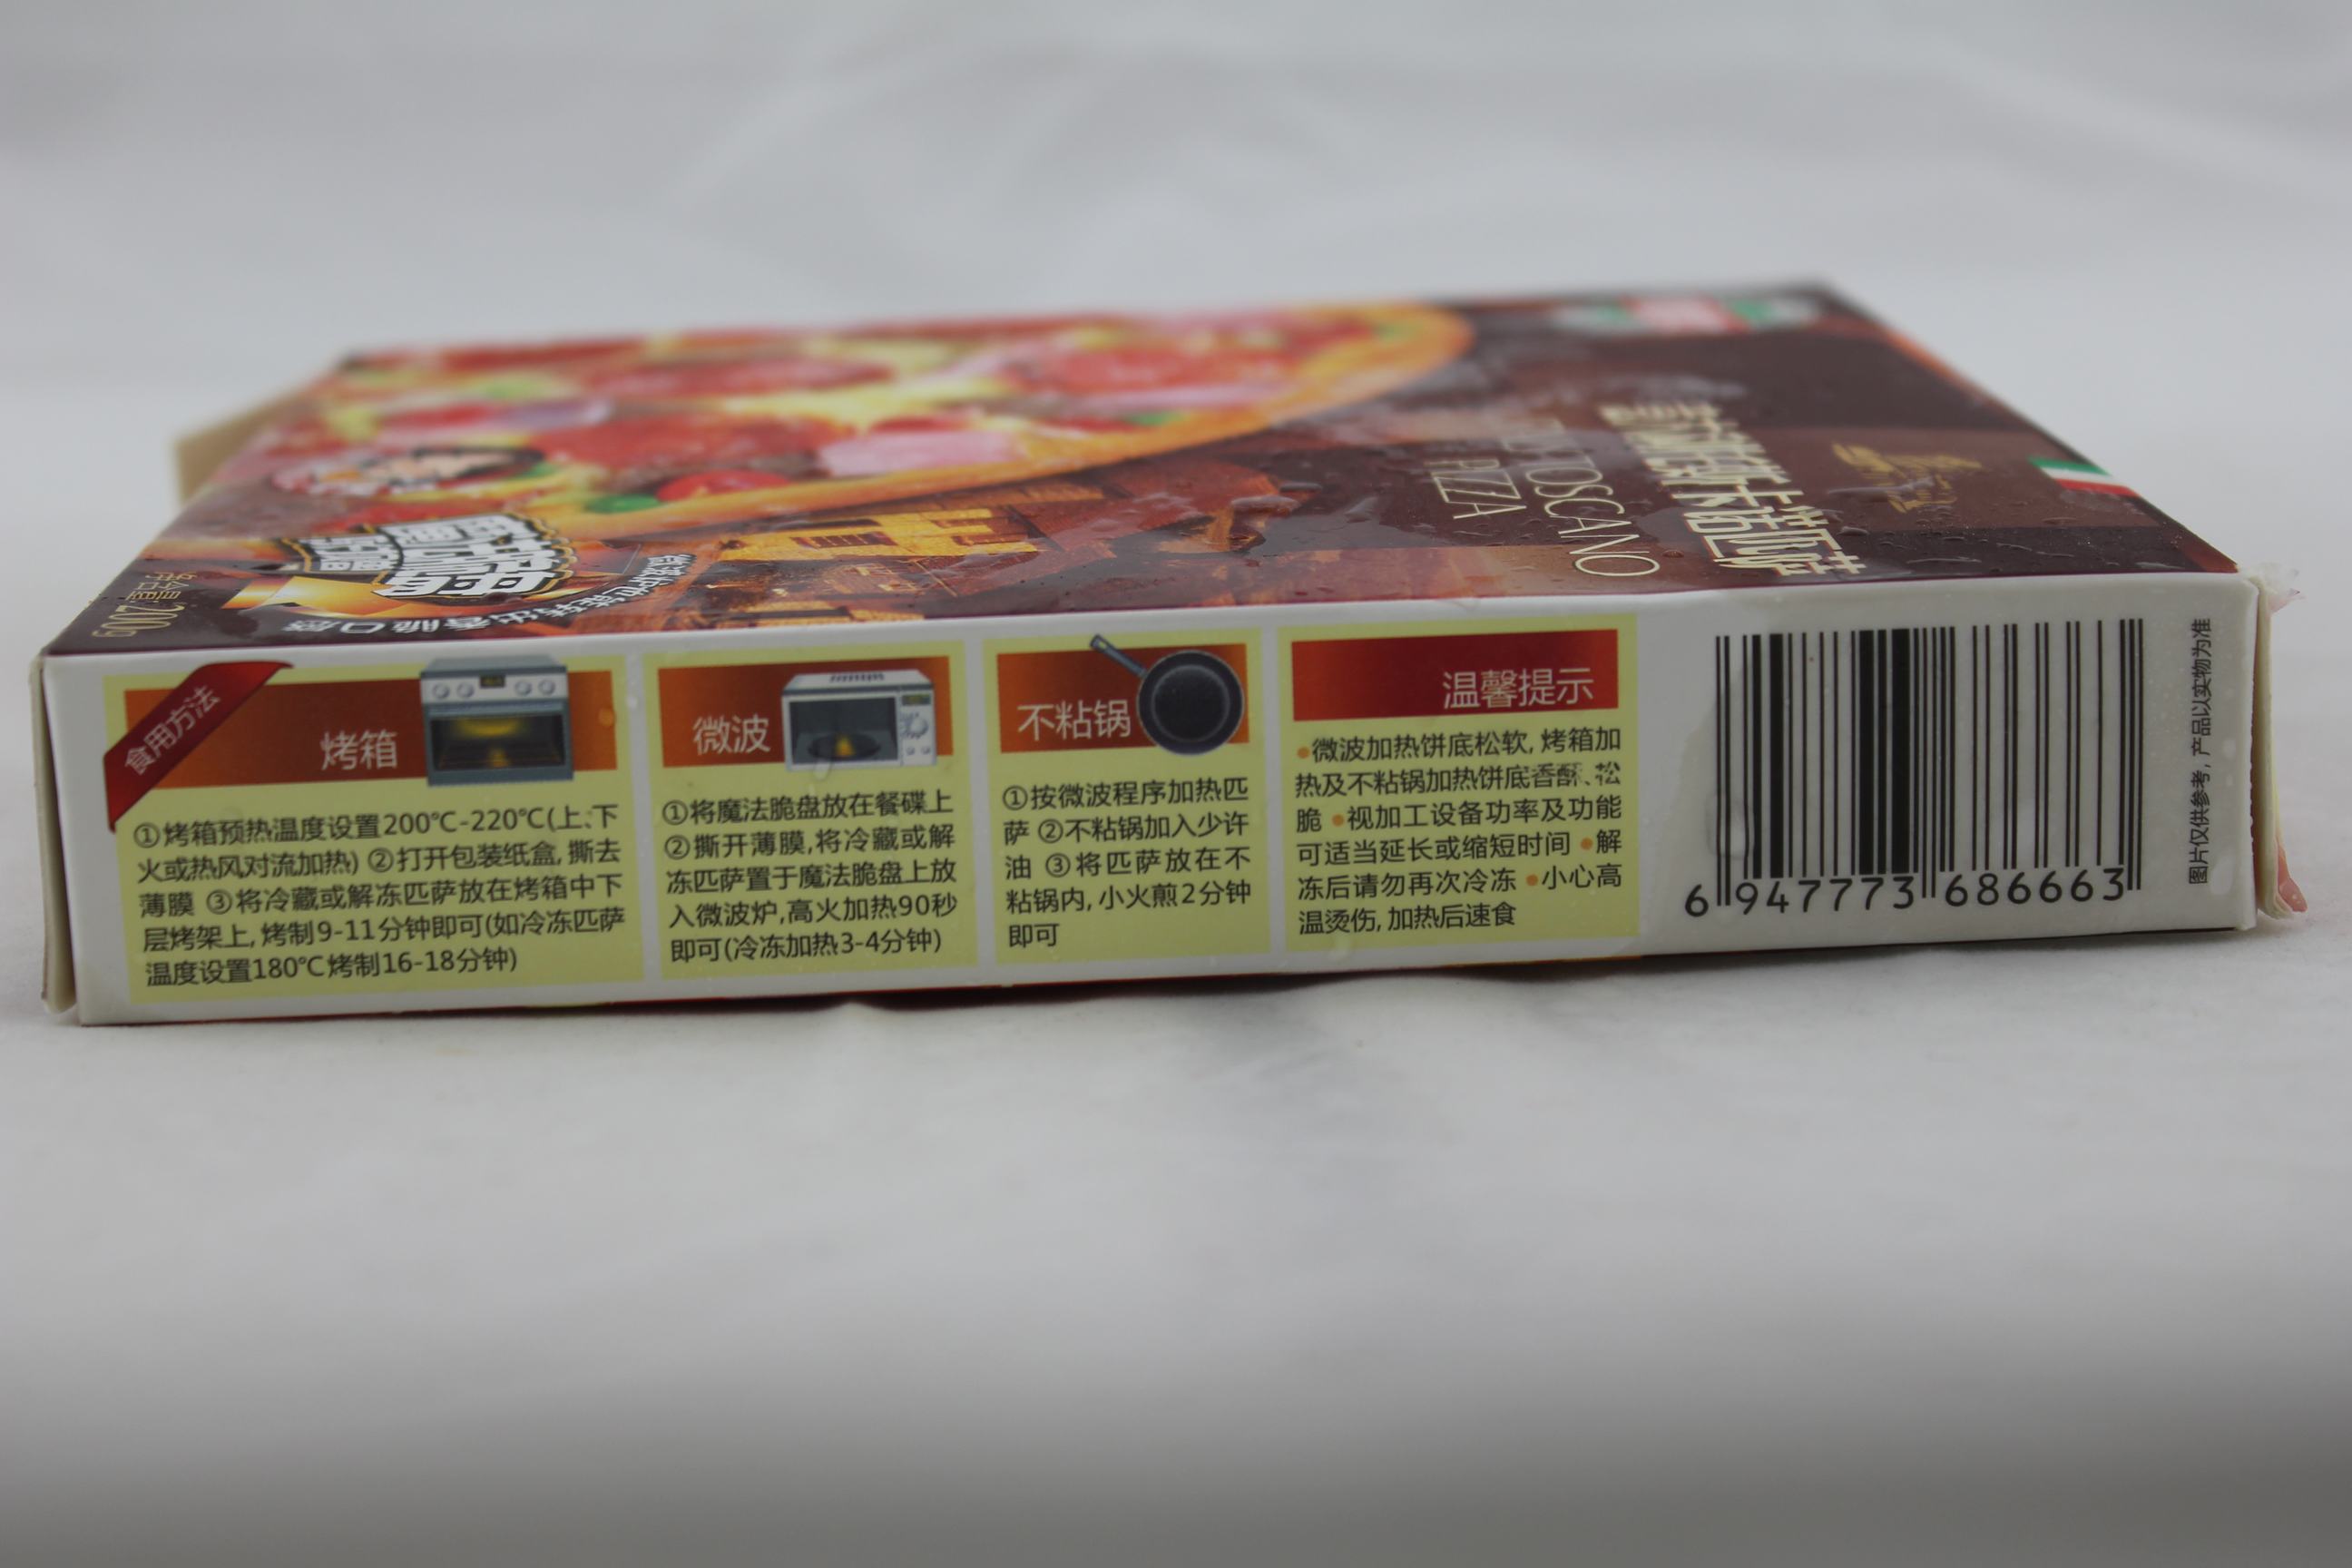 斯卡诺匹萨
TOSCANO
PIZZA
魔法脆盘
净含量:200g
食用方法
烤箱
①烤箱预热温度设置200℃-220℃(上、下
火或热风对流加热) ②打开包装纸盒, 撕去
薄膜 ③将冷藏或解冻匹萨放在烤箱中下
层烤架上, 烤制9-11分钟即可(如冷冻匹萨
温度设置180℃烤制16-18分钟)
微波
①将魔法脆盘放在餐碟上
②撕开薄膜,将冷藏或解
冻匹萨置于魔法脆盘上放
入微波炉,高火加热90秒
即可(冷冻加热3-4分钟)
不粘锅
①按微波程序加热匹
萨 ②不粘锅加入少许
油 ③将匹萨放在不
粘锅内, 小火煎2分钟
即可
温馨提示
•微波加热饼底松软, 烤箱加
热及不粘锅加热饼底香酥、松
脆 •视加工设备功率及功能
可适当延长或缩短时间 •解
冻后请勿再次冷冻 •小心高
温烫伤, 加热后速食
6 947773 686663
图片仅供参考, 产品以实物为准